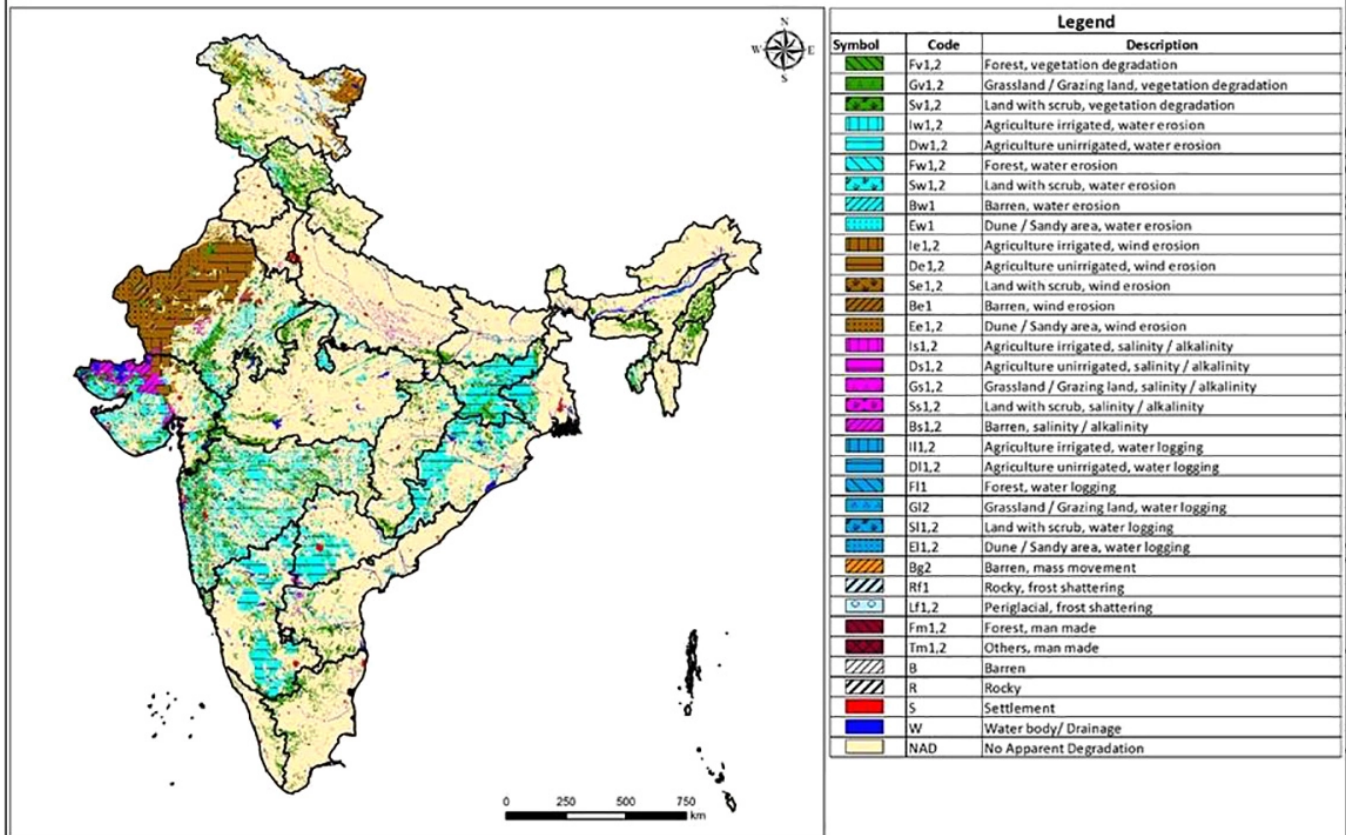 N
W E
S
0 250 500 750
km
Legend
Symbol Code Description
Fv1,2 Forest, vegetation degradation
Gv1,2 Grassland / Grazing land, vegetation degradation
Sv1,2 Land with scrub, vegetation degradation
Iw1,2 Agriculture irrigated, water erosion
Dw1,2 Agriculture unirrigated, water erosion
Fw1,2 Forest, water erosion
Sw1,2 Land with scrub, water erosion
Bw1 Barren, water erosion
Ew1 Dune / Sandy area, water erosion
Ie1,2 Agriculture irrigated, wind erosion
De1,2 Agriculture unirrigated, wind erosion
Se1,2 Land with scrub, wind erosion
Be1 Barren, wind erosion
Ee1,2 Dune / Sandy area, wind erosion
Is1,2 Agriculture irrigated, salinity / alkalinity
Ds1,2 Agriculture unirrigated, salinity / alkalinity
Gs1,2 Grassland / Grazing land, salinity / alkalinity
Ss1,2 Land with scrub, salinity / alkalinity
Bs1,2 Barren, salinity / alkalinity
Il1,2 Agriculture irrigated, water logging
Dl1,2 Agriculture unirrigated, water logging
Fl1 Forest, water logging
Gl2 Grassland / Grazing land, water logging
Sl1,2 Land with scrub, water logging
El1,2 Dune / Sandy area, water logging
Bg2 Barren, mass movement
Rf1 Rocky, frost shattering
Lf1,2 Periglacial, frost shattering
Fm1,2 Forest, man made
Tm1,2 Others, man made
B Barren
R Rocky
S Settlement
W Water body/ Drainage
NAD No Apparent Degradation